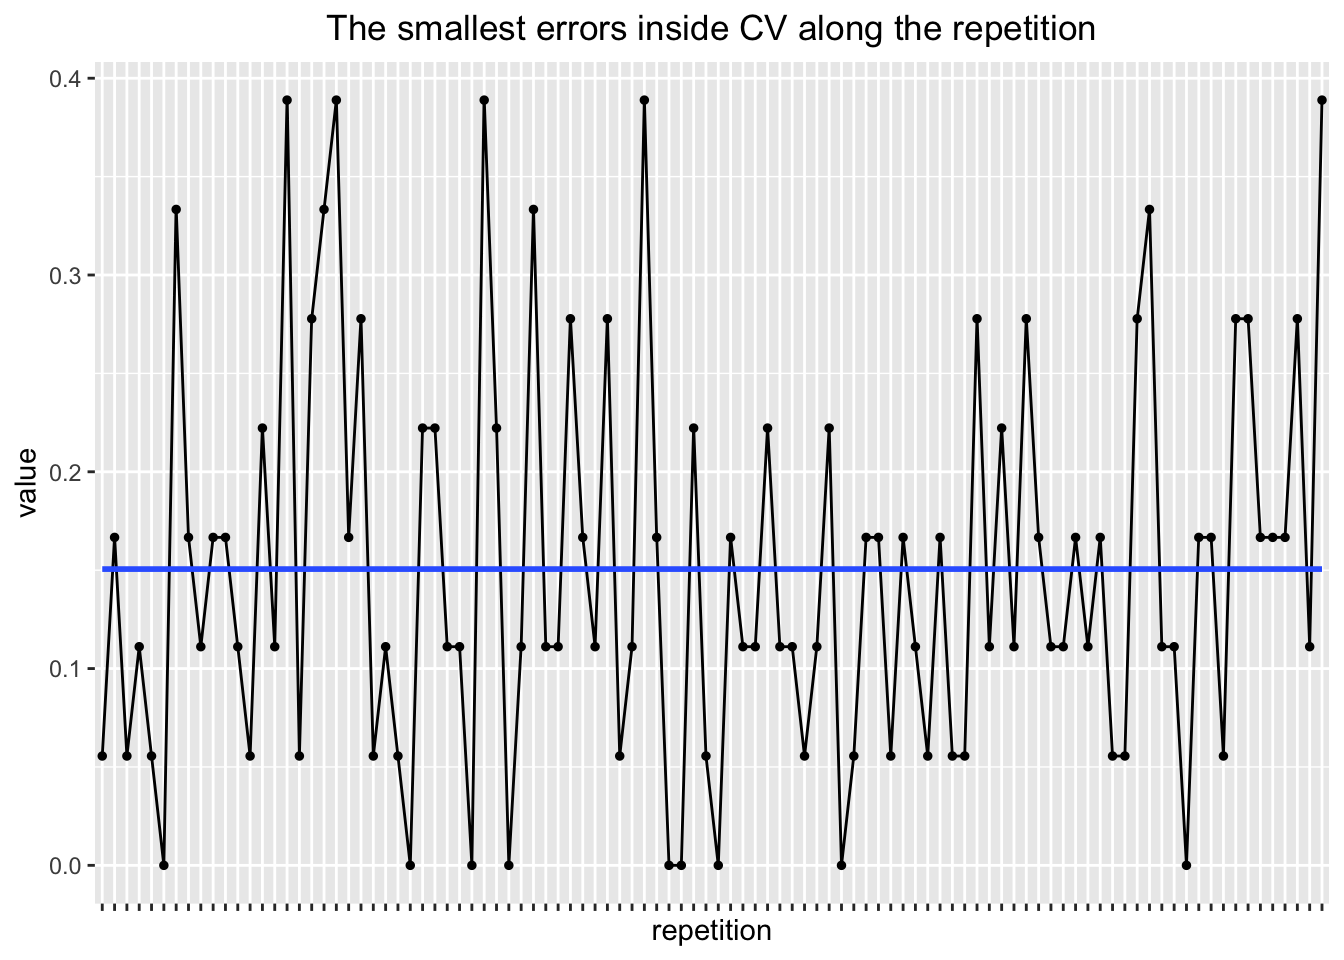 The smallest errors inside CV along the repetition
0.4
0.3
0.2
0.1
0.0
value
repetition